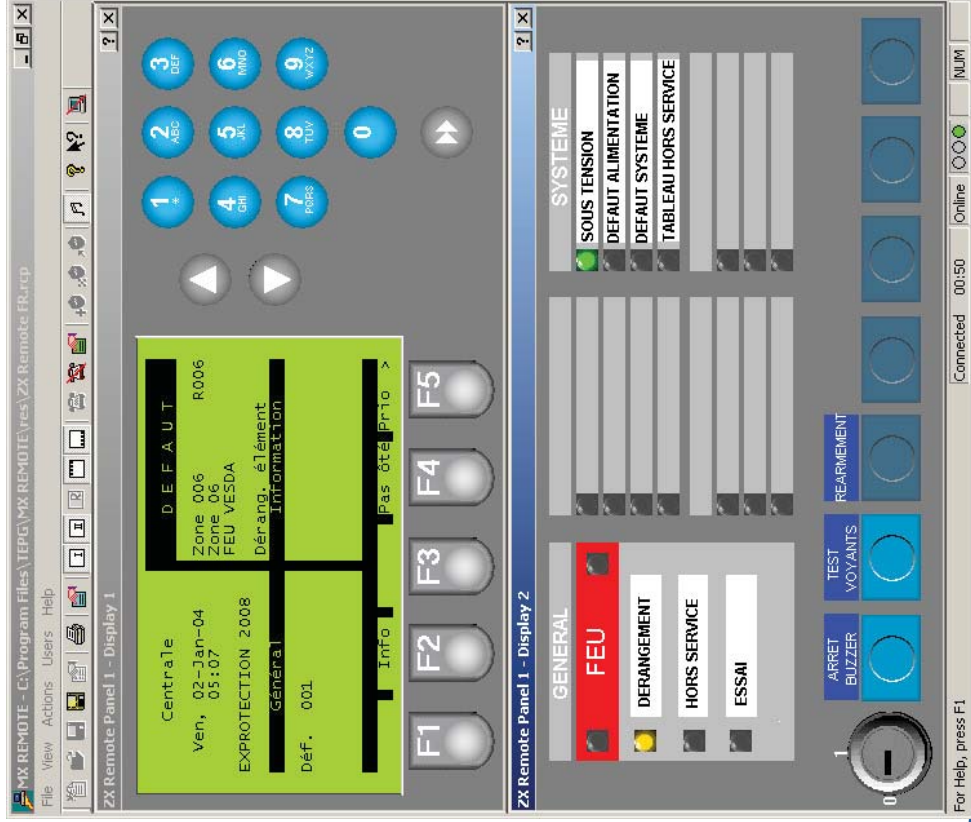 MX REMOTE - C:\Program Files\TEPG\MX REMOTE\res\ZX Remote FR.rcp
File View Actions Users Help
I II R
ZX Remote Panel 1 - Display 1
Centrale
Ven, 02-Jan-04
05:07
EXPROTECTION 2008
Général
Déf. 001
D E F A U T
Zone 006 R006
Zone 06
FEU VESDA
Dérang. élément
Information
Info Pas ôté Prio >
F1 F2 F3 F4 F5
1 * 2 ABC 3 DEF
4 GHI 5 JKL 6 MNO
7 PQRS 8 TUV 9 WXYZ
0
ZX Remote Panel 1 - Display 2
GENERAL
FEU
DERANGEMENT
HORS SERVICE
ESSAI
SYSTEME
SOUS TENSION
DEFAUT ALIMENTATION
DEFAUT SYSTEME
TABLEAU HORS SERVICE
0 1
ARRET
BUZZER
TEST
VOYANTS
REARMEMENT
For Help, press F1
Connected 00:50 Online NUM